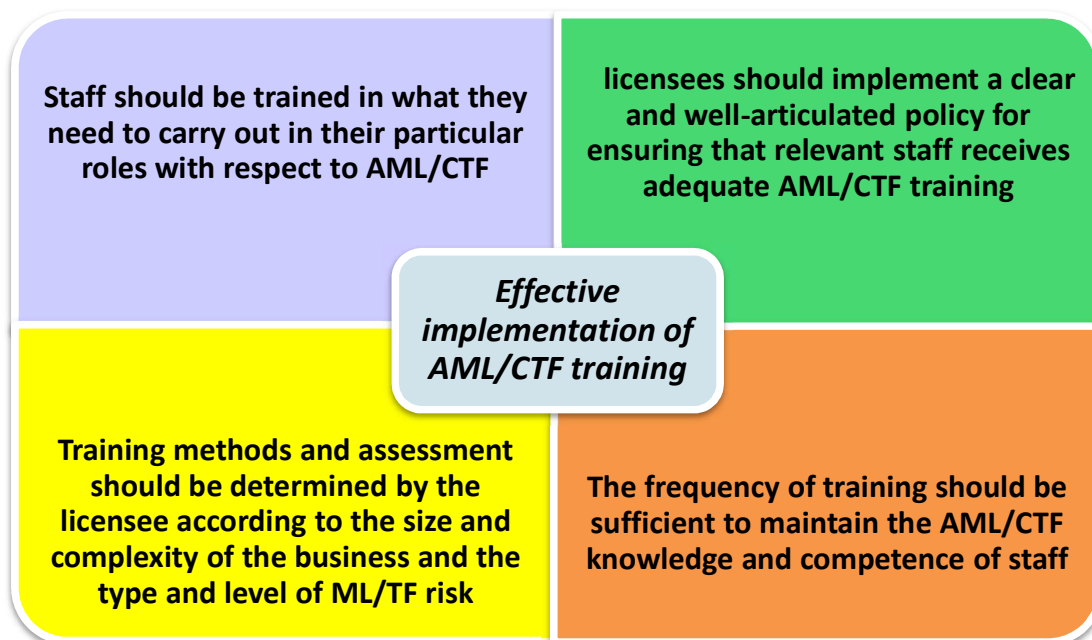 Staff should be trained in what they
need to carry out in their particular
roles with respect to AML/CTF
licensees should implement a clear
and well-articulated policy for
ensuring that relevant staff receives
adequate AML/CTF training
Effective
implementation of
AML/CTF training
Training methods and assessment
should be determined by the
licensee according to the size and
complexity of the business and the
type and level of ML/TF risk
The frequency of training should be
sufficient to maintain the AML/CTF
knowledge and competence of staff